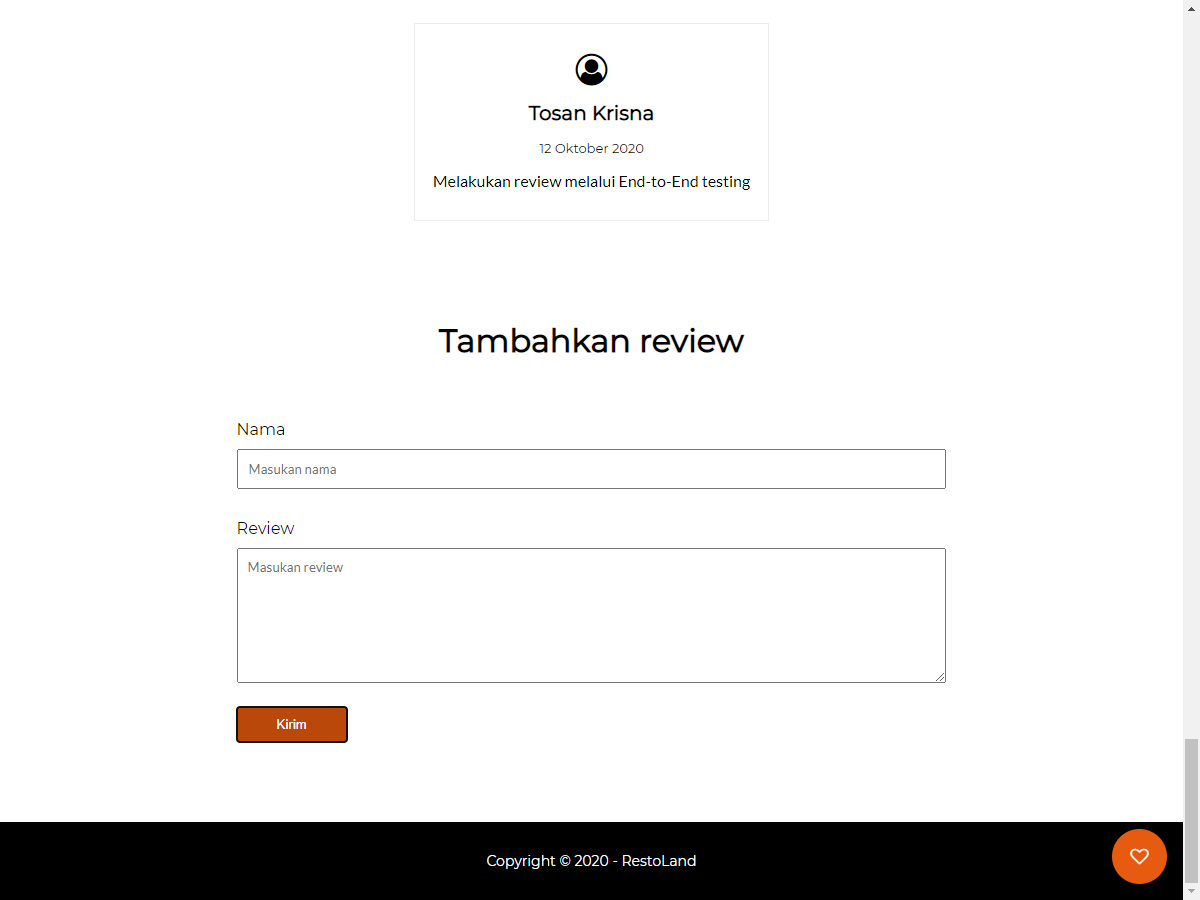 Tosan Krisna
12 Oktober 2020
Melakukan review melalui End-to-End testing
Tambahkan review
Nama
Masukan nama
Review
Masukan review
Kirim
Copyright © 2020 - RestoLand